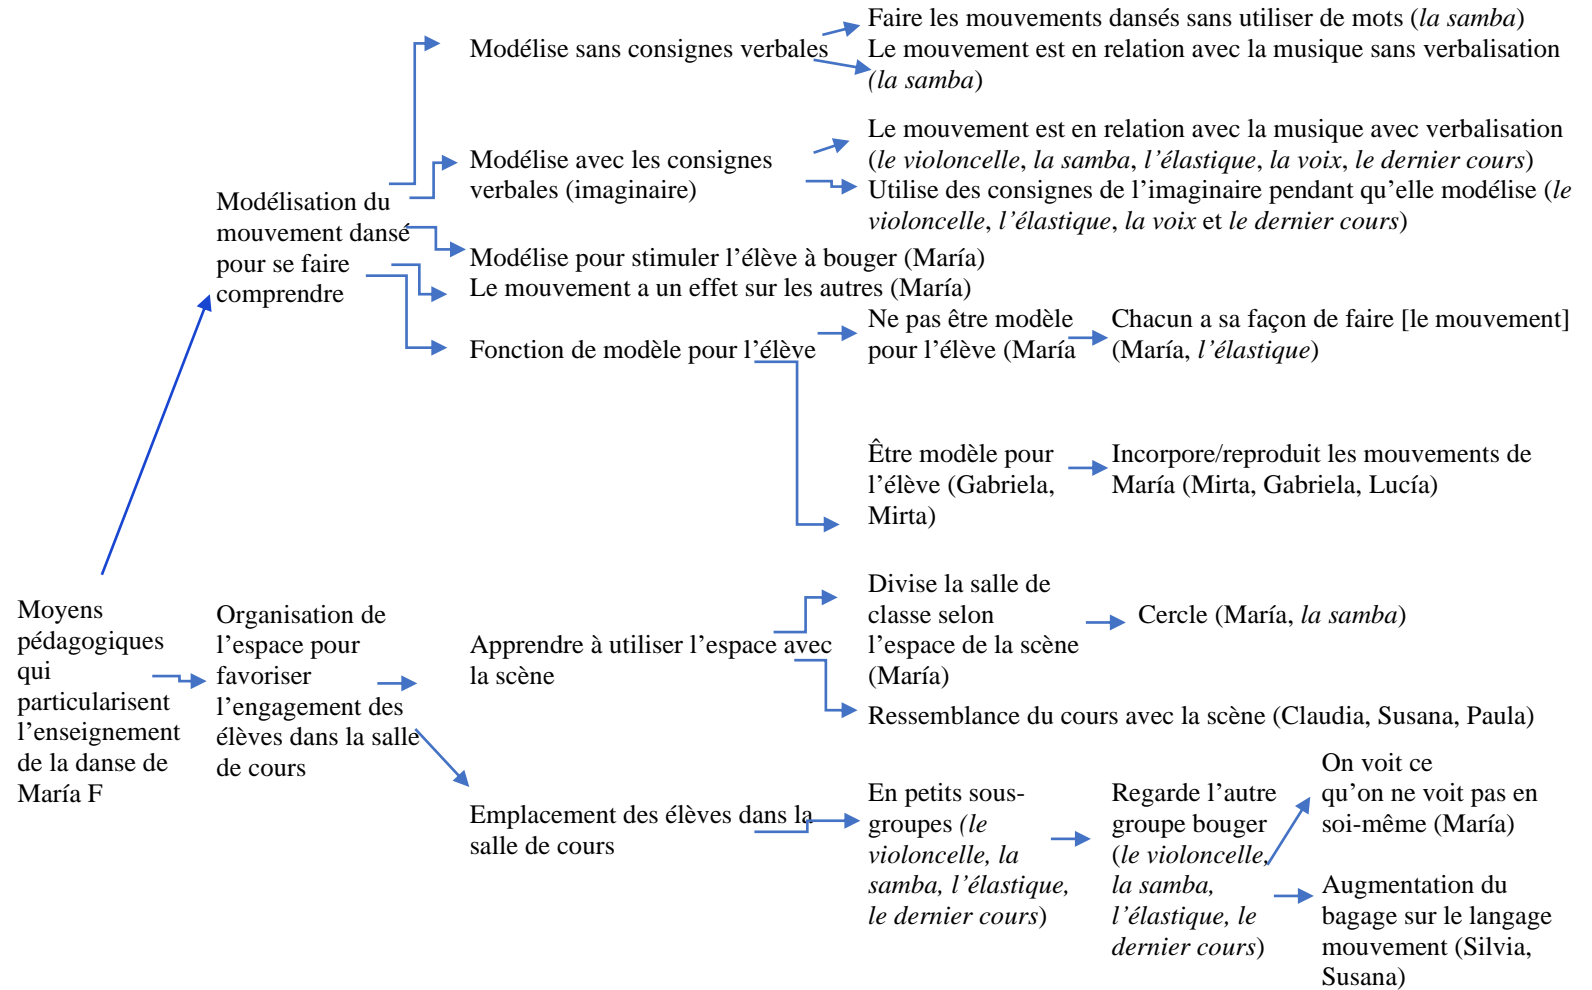 Faire les mouvements dansés sans utiliser de mots (la samba)
Modélise sans consignes verbales
Le mouvement est en relation avec la musique sans verbalisation
(la samba)
Le mouvement est en relation avec la musique avec verbalisation
(le violoncelle, la samba, l’élastique, la voix, le dernier cours)
Modélise avec les consignes
verbales (imaginaire)
Utilise des consignes de l’imaginaire pendant qu’elle modélise (le
violoncelle, l’élastique, la voix et le dernier cours)
Modélisation du
mouvement dansé
pour se faire
comprendre
Modélise pour stimuler l’élève à bouger (María)
Le mouvement a un effet sur les autres (María)
Fonction de modèle pour l’élève
Ne pas être modèle
pour l’élève (María
Chacun a sa façon de faire [le mouvement]
(María, l’élastique)
Être modèle pour
l’élève (Gabriela,
Mirta)
Incorpore/reproduit les mouvements de
María (Mirta, Gabriela, Lucía)
Moyens
pédagogiques
qui
particularisent
l’enseignement
de la danse de
María F
Organisation de
l’espace pour
favoriser
l’engagement des
élèves dans la salle
de cours
Apprendre à utiliser l’espace avec
la scène
Divise la salle de
classe selon
l’espace de la scène
(María)
Cercle (María, la samba)
Ressemblance du cours avec la scène (Claudia, Susana, Paula)
Emplacement des élèves dans la
salle de cours
En petits sous-
groupes (le
violoncelle, la
samba, l’élastique,
le dernier cours)
Regarde l’autre
groupe bouger
(le violoncelle,
la samba,
l’élastique, le
dernier cours)
On voit ce
qu’on ne voit pas en
soi-même (María)
Augmentation du
bagage sur le langage
mouvement (Silvia,
Susana)